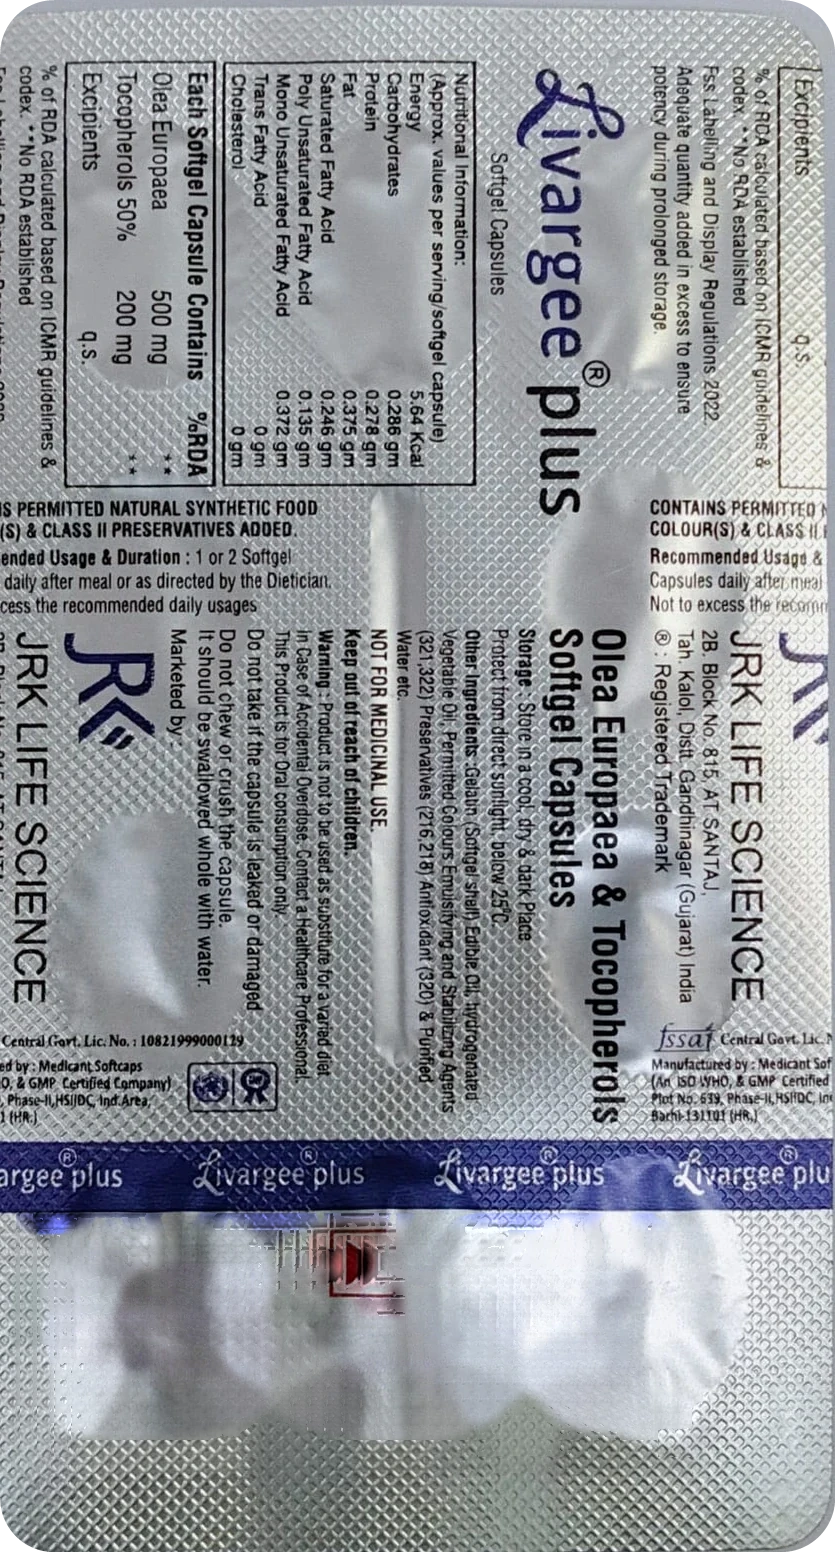 Excipients q.s.
% of RDA calculated based on ICMR guidelines &
codex. **No RDA established
Fss Labelling and Display Regulations 2022.
Adequate quantity added in excess to ensure
potency during prolonged storage.
Livargee® plus
Softgel Capsules
Nutritional Information:
(Approx. values per serving/softgel capsule)
Energy 5.64 Kcal
Carbohydrates 0.286 gm
Protein 0.278 gm
Fat 0.375 gm
Saturated Fatty Acid 0.246 gm
Poly Unsaturated Fatty Acid 0.135 gm
Mono Unsaturated Fatty Acid 0.372 gm
Trans Fatty Acid 0 gm
Cholesterol 0 gm
Each Softgel Capsule Contains %RDA
Olea Europaea 500 mg **
Tocopherols 50% 200 mg **
Excipients q.s.
% of RDA calculated based on ICMR guidelines &
codex. **No RDA established
CONTAINS PERMITTED
COLOUR(S) & CLASS II
Recommended Usage &
Capsules daily after meal
Not to excess the recom
JRK LIFE SCIENCE
2B, Block No. 815, AT SANTAJ,
Tah. Kalol, Distt. Gandhinagar (Gujarat) India
® : Registered Trademark
Olea Europaea & Tocopherols
Softgel Capsules
Storage : Store in a cool, dry & dark Place
Protect from direct sunlight, below 25°C.
Other Ingredients :Gelatin (Softgel shell) Edible Oil, hydrogenated
Vegetable Oil, Permitted Colours Emulsifying and Stabilizing Agents
(321,322) Preservatives (216,218) Antioxidant (320) & Purified
Water etc.
NOT FOR MEDICINAL USE.
Keep out of reach of children.
Warning : Product is not to be used as substitute for a varied diet.
In Case of Accidental Overdose. Contact a Healthcare Professional.
This Product is for Oral consumption only.
Do not take if the capsule is leaked or damaged
Do not chew or crush the capsule.
It should be swallowed whole with water.
Marketed by :
JRK
JRK LIFE SCIENCE
S PERMITTED NATURAL SYNTHETIC FOOD
(S) & CLASS II PRESERVATIVES ADDED.
ended Usage & Duration : 1 or 2 Softgel
daily after meal or as directed by the Dietician.
cess the recommended daily usages
fssai Central Govt. Lic.
Manufactured by : Medicant Sof
(An ISO WHO, & GMP Certified
Plot No. 639, Phase-II, HSIIDC, In
Barhi-131101 (HR.)
Central Govt. Lic. No. : 10821999000129
ed by : Medicant Softcaps
O, & GMP Certified Company)
, Phase-II,HSIIDC, Ind.Area,
1 (HR.)
argee® plus
Livargee® plus
Livargee® plus
Livargee® plu